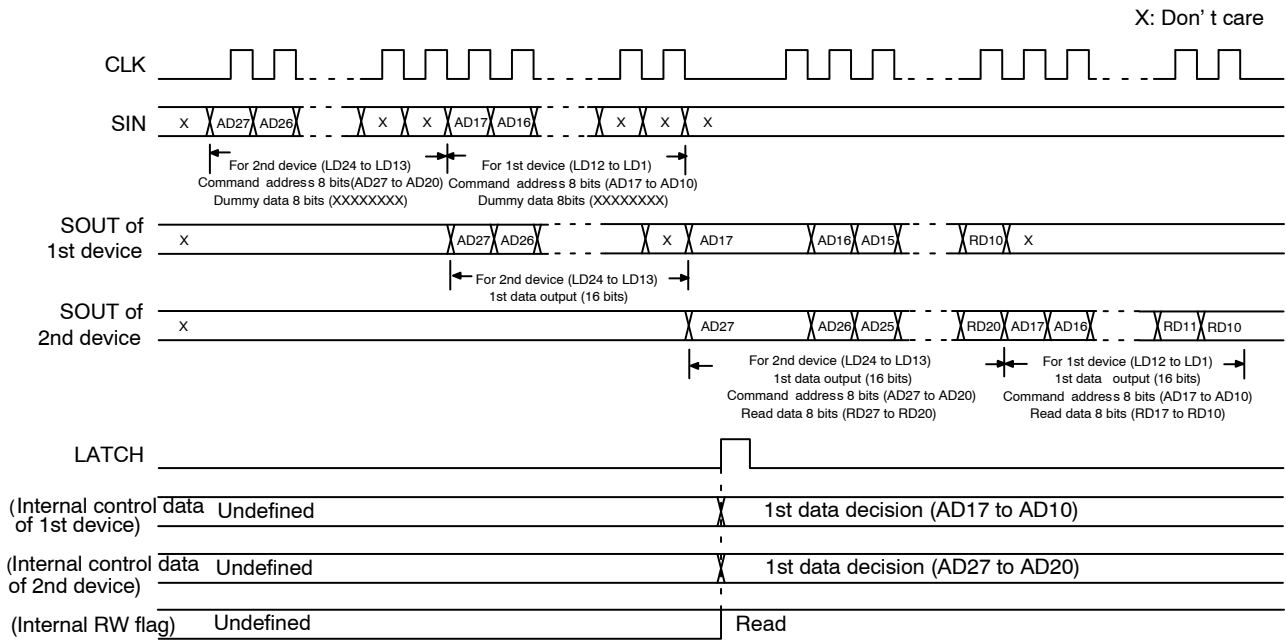 X: Don' t care
CLK
SIN X AD27 AD26 X X AD17 AD16 X X X
For 2nd device (LD24 to LD13) For 1st device (LD12 to LD1)
Command address 8 bits(AD27 to AD20) Command address 8 bits (AD17 to AD10)
Dummy data 8 bits (XXXXXXXX) Dummy data 8bits (XXXXXXXX)
SOUT of
1st device
X AD27 AD26 X AD17 AD16 AD15 RD10 X
For 2nd device (LD24 to LD13)
1st data output (16 bits)
SOUT of
2nd device
X AD27 AD26 AD25 RD20 AD17 AD16 RD11 RD10
For 2nd device (LD24 to LD13) For 1st device (LD12 to LD1)
1st data output (16 bits) 1st data output (16 bits)
Command address 8 bits (AD27 to AD20) Command address 8 bits (AD17 to AD10)
Read data 8 bits (RD27 to RD20) Read data 8 bits (RD17 to RD10)
LATCH
(Internal control data
of 1st device)
Undefined 1st data decision (AD17 to AD10)
(Internal control data
of 2nd device)
Undefined 1st data decision (AD27 to AD20)
(Internal RW flag) Undefined Read